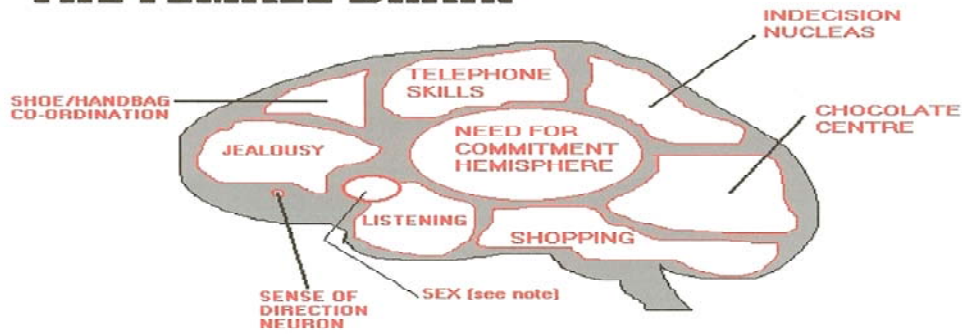 INDECISION
NUCLEAS
TELEPHONE
SKILLS
SHOE/HANDBAG
CO-ORDINATION
CHOCOLATE
CENTRE
NEED FOR
COMMITMENT
HEMISPHERE
JEALOUSY
LISTENING
SHOPPING
SENSE OF
DIRECTION
NEURON
SEX (see note)